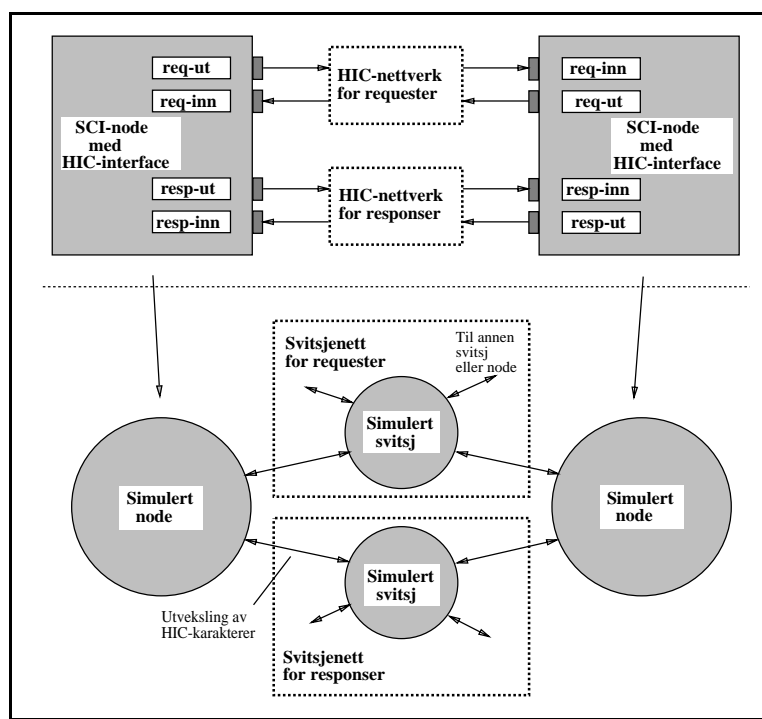 req-ut
req-inn
SCI-node
med
HIC-interface
resp-ut
resp-inn
HIC-nettverk
for requester
HIC-nettverk
for responser
req-inn
req-ut
SCI-node
med
HIC-interface
resp-inn
resp-ut
Svitsjenett
for requester
Til annen
svitsj
eller node
Simulert
svitsj
Simulert
node
Simulert
node
Simulert
svitsj
Utveksling av
HIC-karakterer
Svitsjenett
for responser